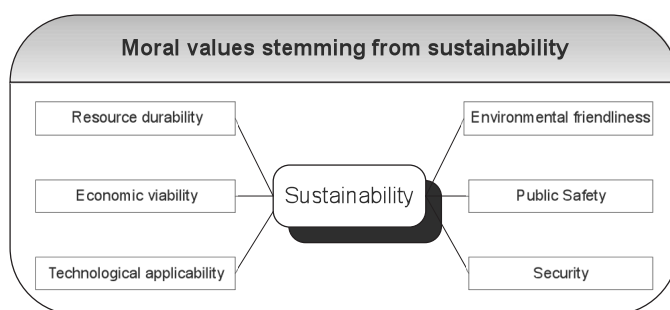 Moral values stemming from sustainability
Resource durability
Environmental friendliness
Economic viability
Sustainability
Public Safety
Technological applicability
Security